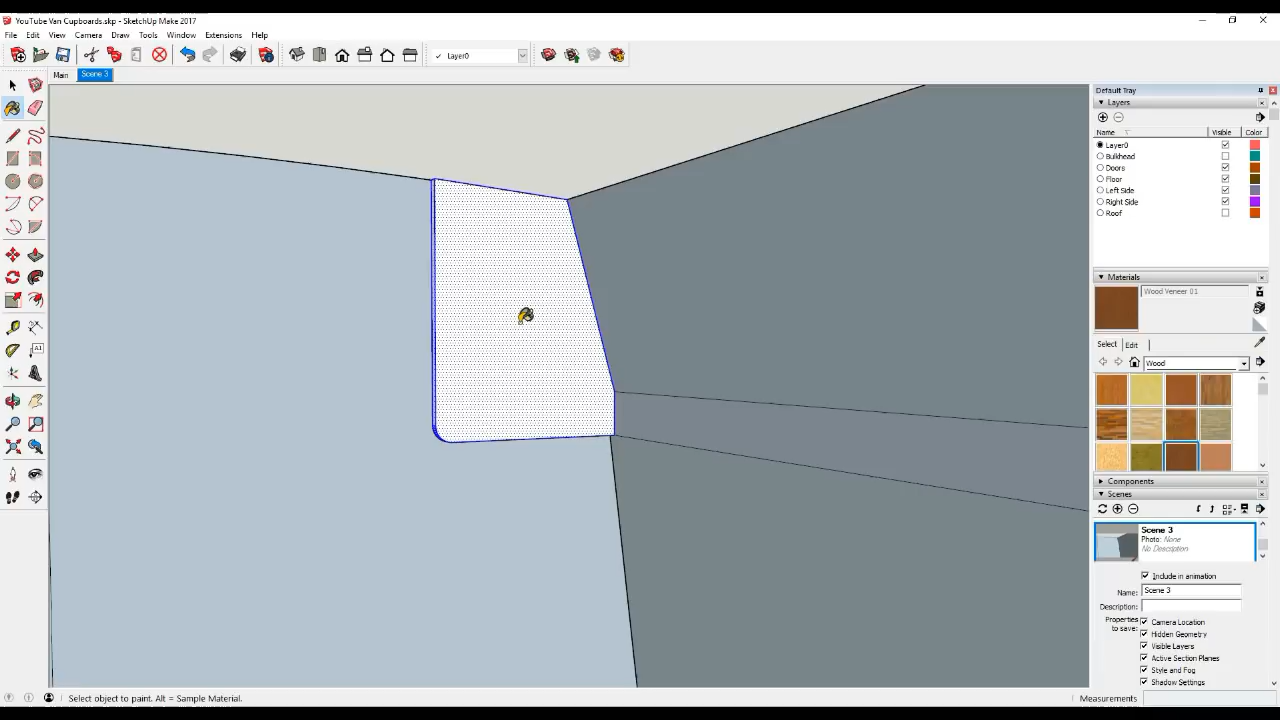 YouTube Van Cupboards.skp - SketchUp Make 2017
File Edit View Camera Draw Tools Window Extensions Help
Layer0
Main Scene 3
Default Tray
Layers
Name Visible Color
Layer0
Bulkhead
Doors
Floor
Left Side
Right Side
Roof
Materials
Wood Veneer 01
Select Edit
Wood
Components
Scenes
Scene 3
Photo: None
No Description
Include in animation
Name: Scene 3
Description:
Properties to save:
Camera Location
Hidden Geometry
Visible Layers
Active Section Planes
Style and Fog
Shadow Settings
Select object to paint. Alt = Sample Material.
Measurements